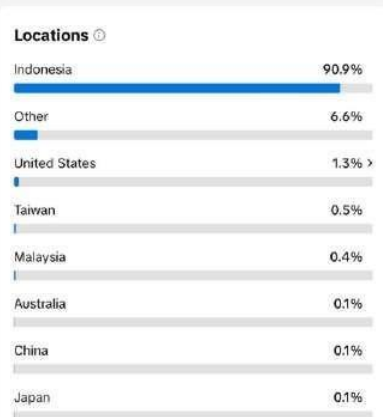 Locations ⓘ
Indonesia 90.9%
Other 6.6%
United States 1.3% >
Taiwan 0.5%
Malaysia 0.4%
Australia 0.1%
China 0.1%
Japan 0.1%